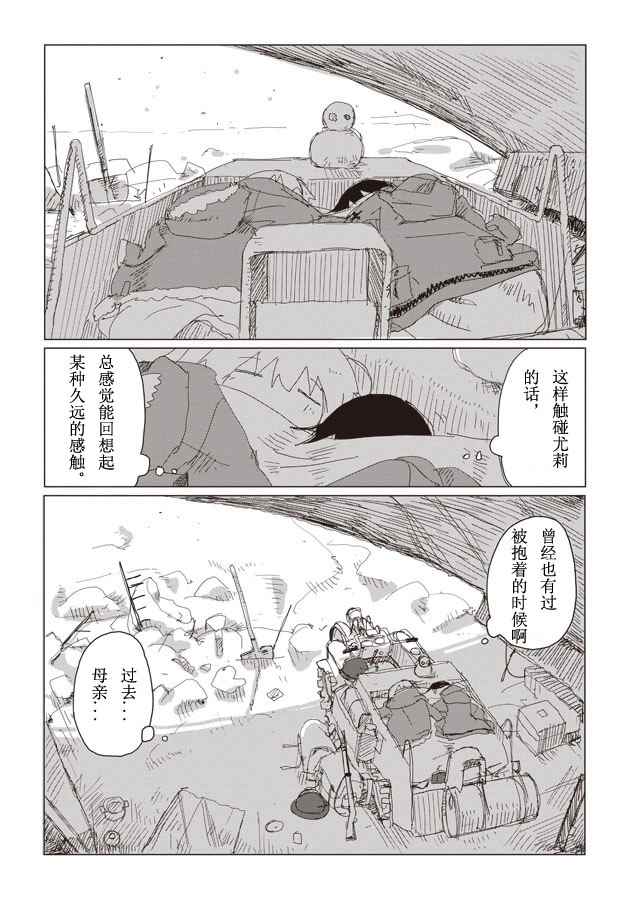 这样触碰尤莉
的话，
总感觉能回想起
某种久远的感触。
曾经也有过
被抱着的时候啊
过去...
母亲...